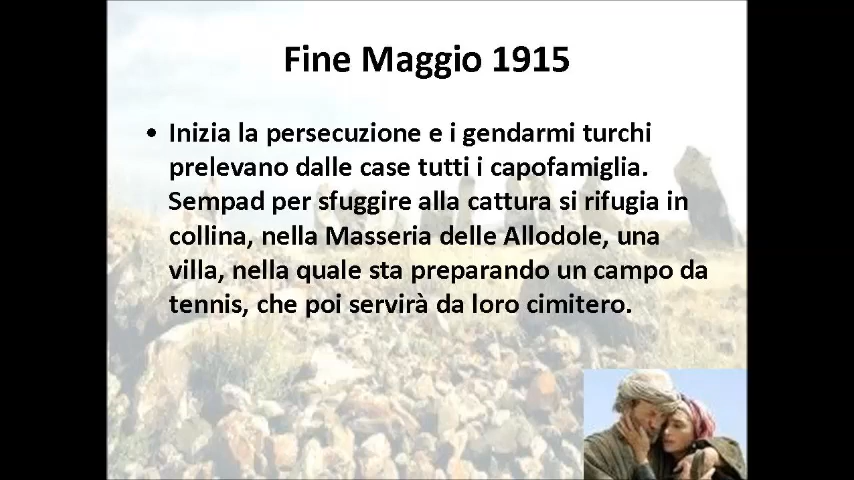 Fine Maggio 1915
• Inizia la persecuzione e i gendarmi turchi
prelevano dalle case tutti i capofamiglia.
Sempad per sfuggire alla cattura si rifugia in
collina, nella Masseria delle Allodole, una
villa, nella quale sta preparando un campo da
tennis, che poi servirà da loro cimitero.